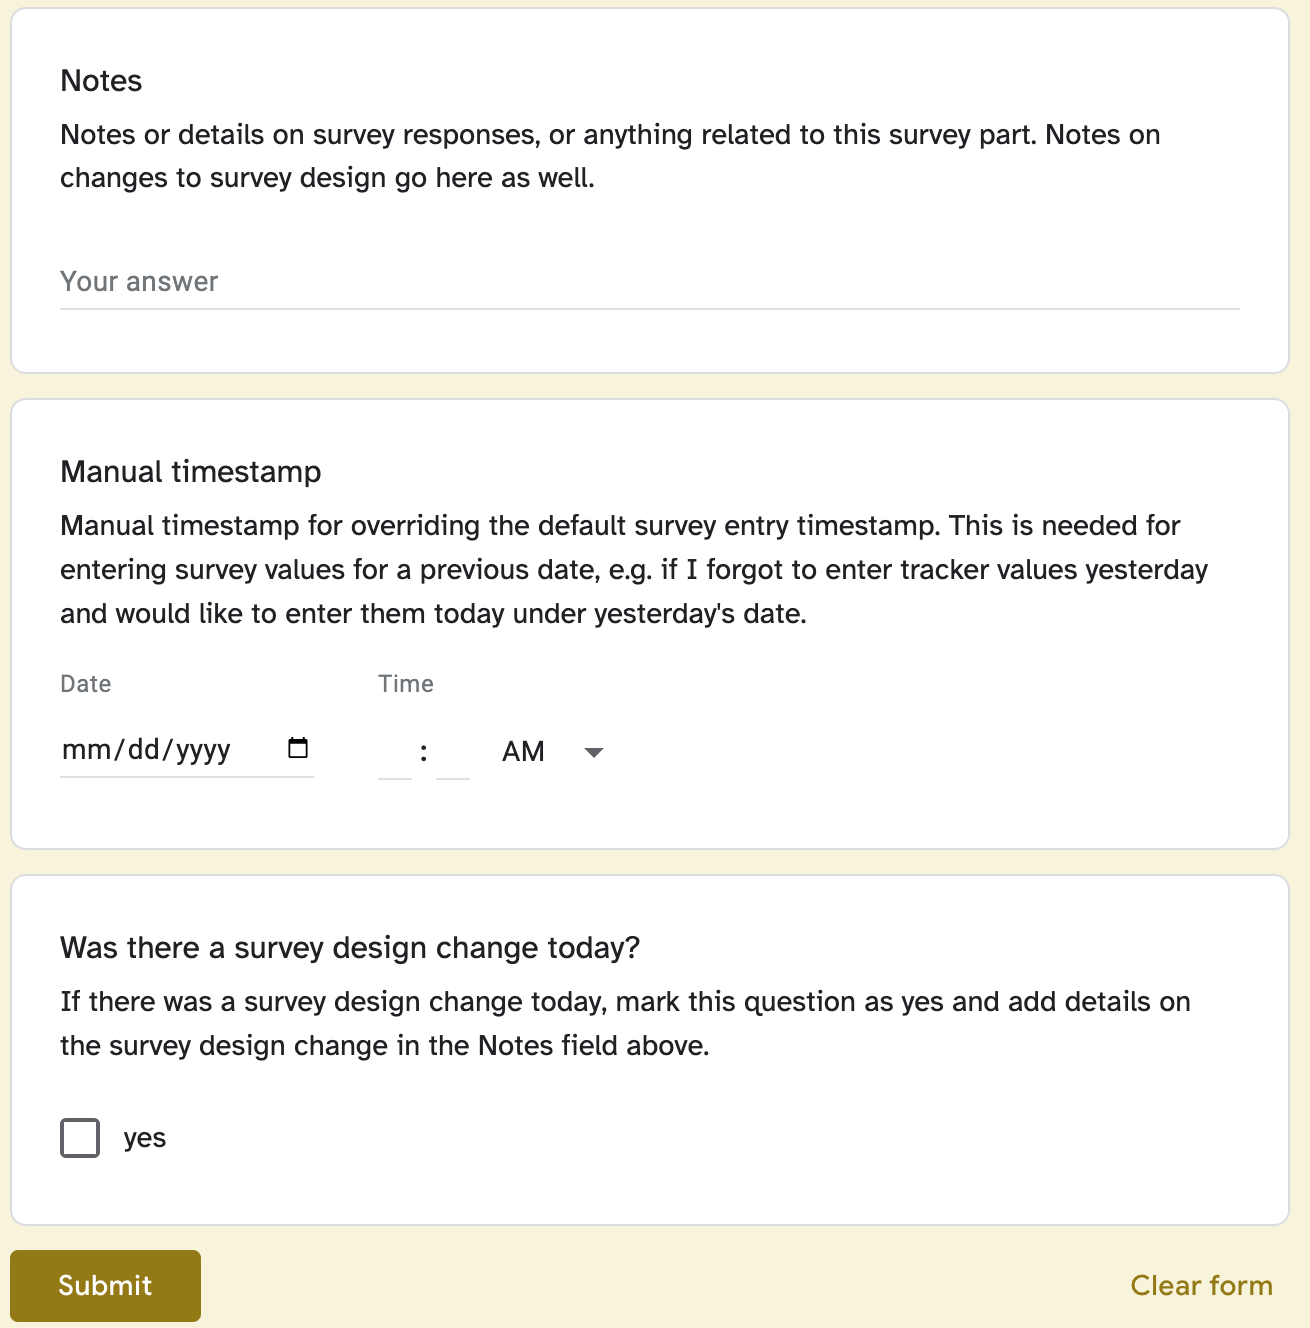 Notes
Notes or details on survey responses, or anything related to this survey part. Notes on
changes to survey design go here as well.
Your answer
Manual timestamp
Manual timestamp for overriding the default survey entry timestamp. This is needed for
entering survey values for a previous date, e.g. if I forgot to enter tracker values yesterday
and would like to enter them today under yesterday's date.
Date Time
mm/dd/yyyy : AM
Was there a survey design change today?
If there was a survey design change today, mark this question as yes and add details on
the survey design change in the Notes field above.
yes
Submit Clear form